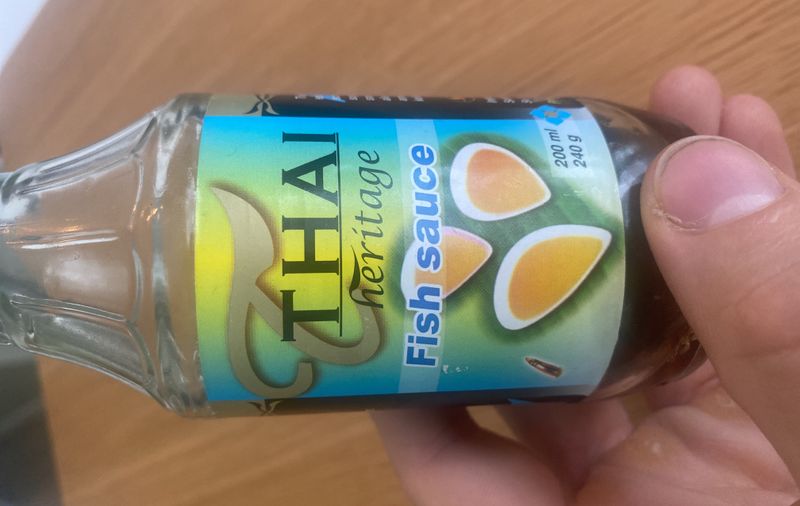 THAI
heritage
Fish sauce
200 ml
240 g